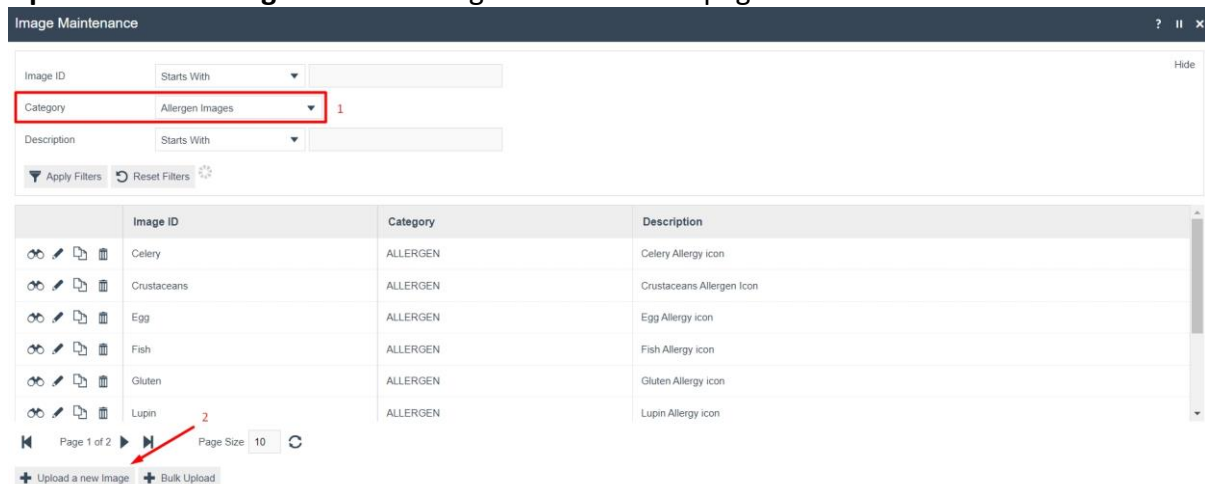 Image Maintenance ?
Hide
Image ID Starts With
Category Allergen Images 1
Description Starts With
Apply Filters Reset Filters
Image ID Category Description
Celery ALLERGEN Celery Allergy icon
Crustaceans ALLERGEN Crustaceans Allergen Icon
Egg ALLERGEN Egg Allergy icon
Fish ALLERGEN Fish Allergy icon
Gluten ALLERGEN Gluten Allergy icon
Lupin ALLERGEN Lupin Allergy icon
2
Page 1 of 2 Page Size 10
Upload a new Image Bulk Upload